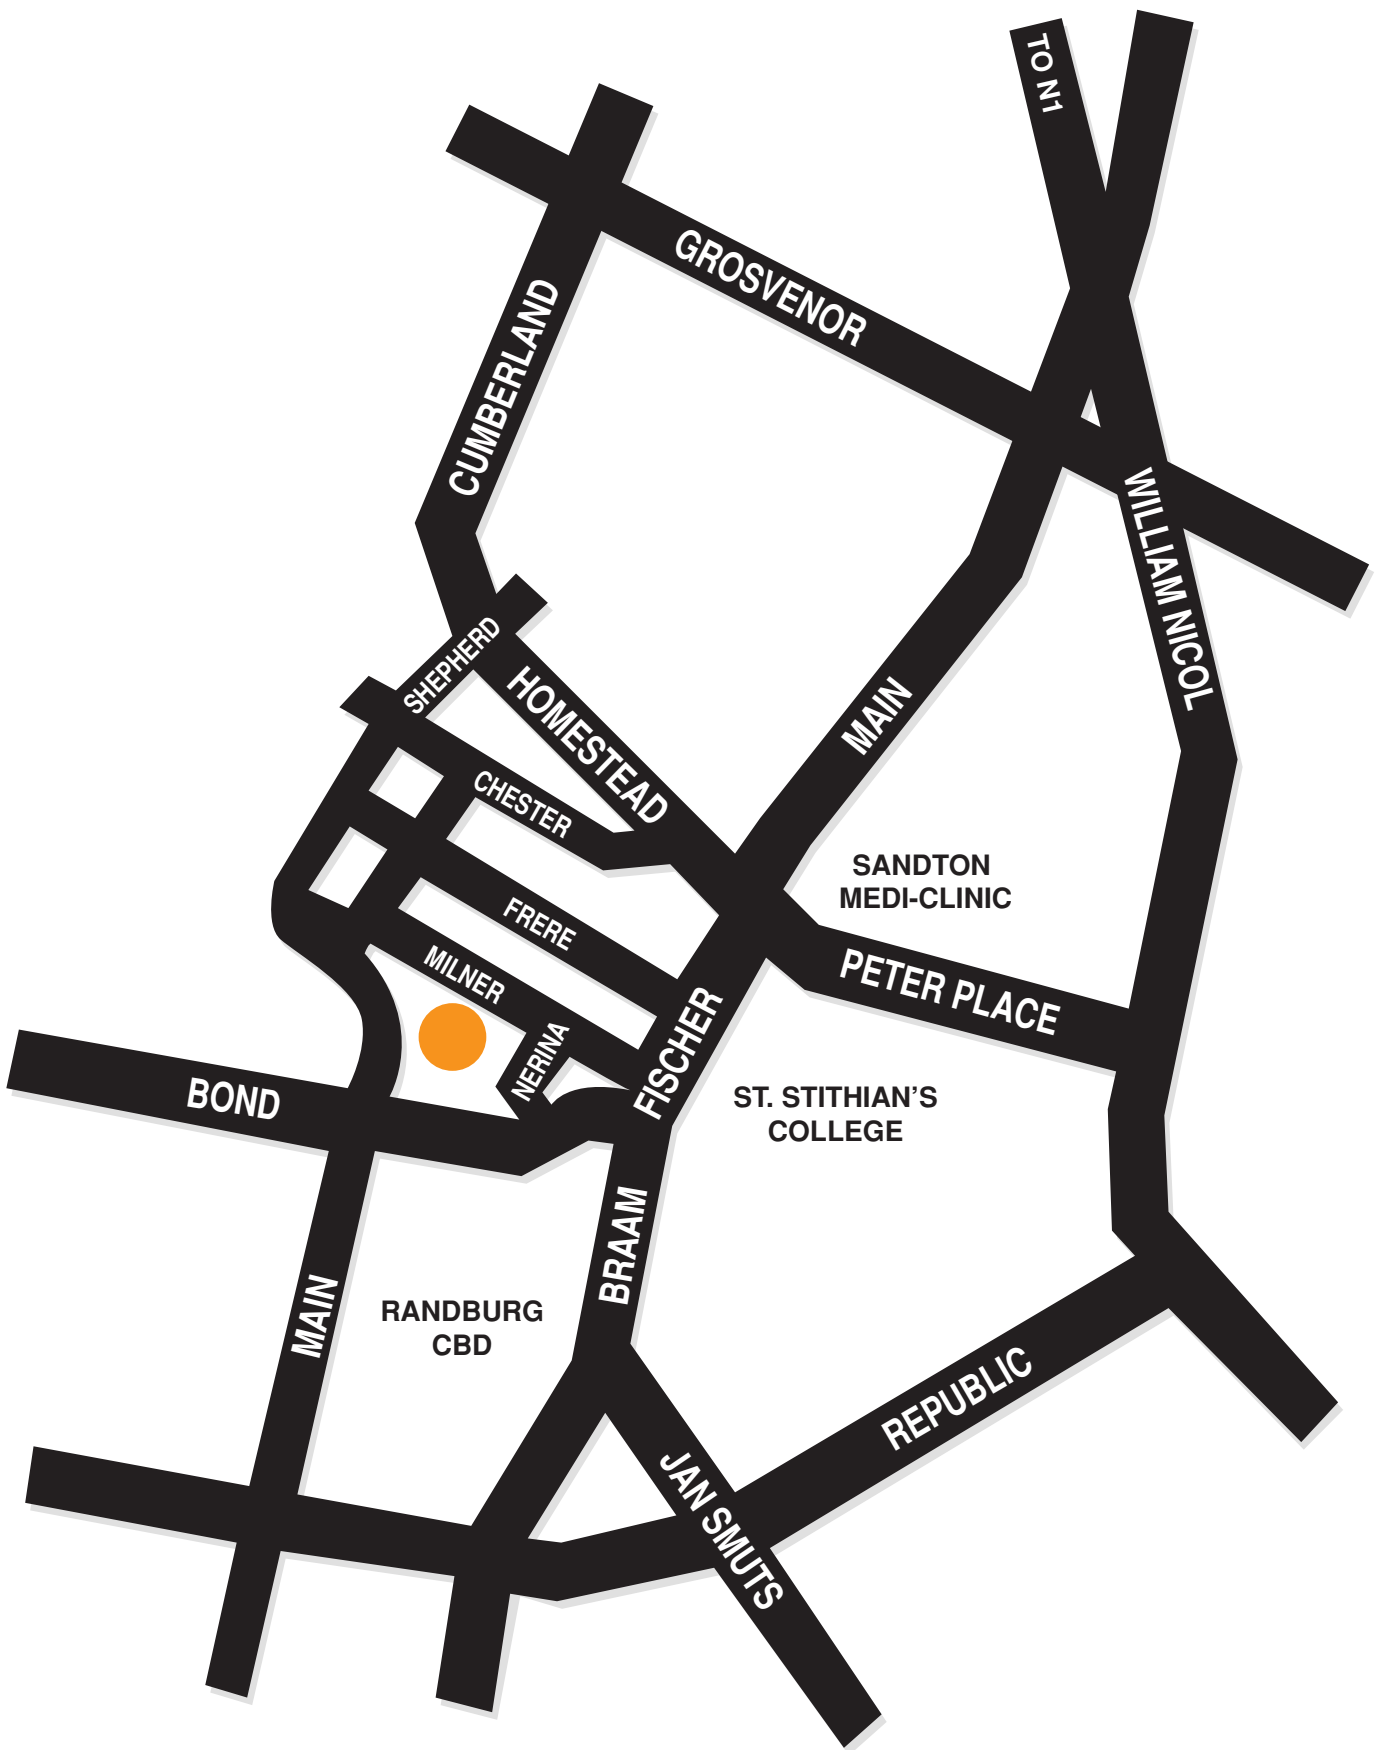 TO N1
GROSVENOR
CUMBERLAND
WILLIAM NICOL
SHEPHERD
HOMESTEAD
MAIN
CHESTER
SANDTON
MEDI-CLINIC
FRERE
MILNER
PETER PLACE
FISCHER
NERINA
BOND
ST. STITHIAN'S
COLLEGE
BRAAM
MAIN
RANDBURG
CBD
REPUBLIC
JAN SMUTS